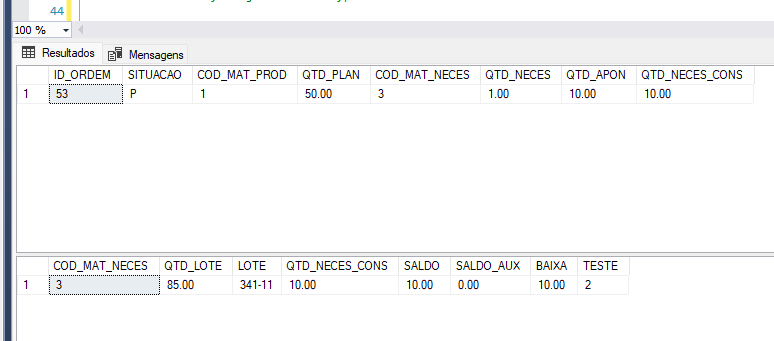 44
100 %
Resultados Mensagens
ID_ORDEM SITUACAO COD_MAT_PROD QTD_PLAN COD_MAT_NECES QTD_NECES QTD_APON QTD_NECES_CONS
1 53 P 1 50.00 3 1.00 10.00 10.00
COD_MAT_NECES QTD_LOTE LOTE QTD_NECES_CONS SALDO SALDO_AUX BAIXA TESTE
1 3 85.00 341-11 10.00 10.00 0.00 10.00 2